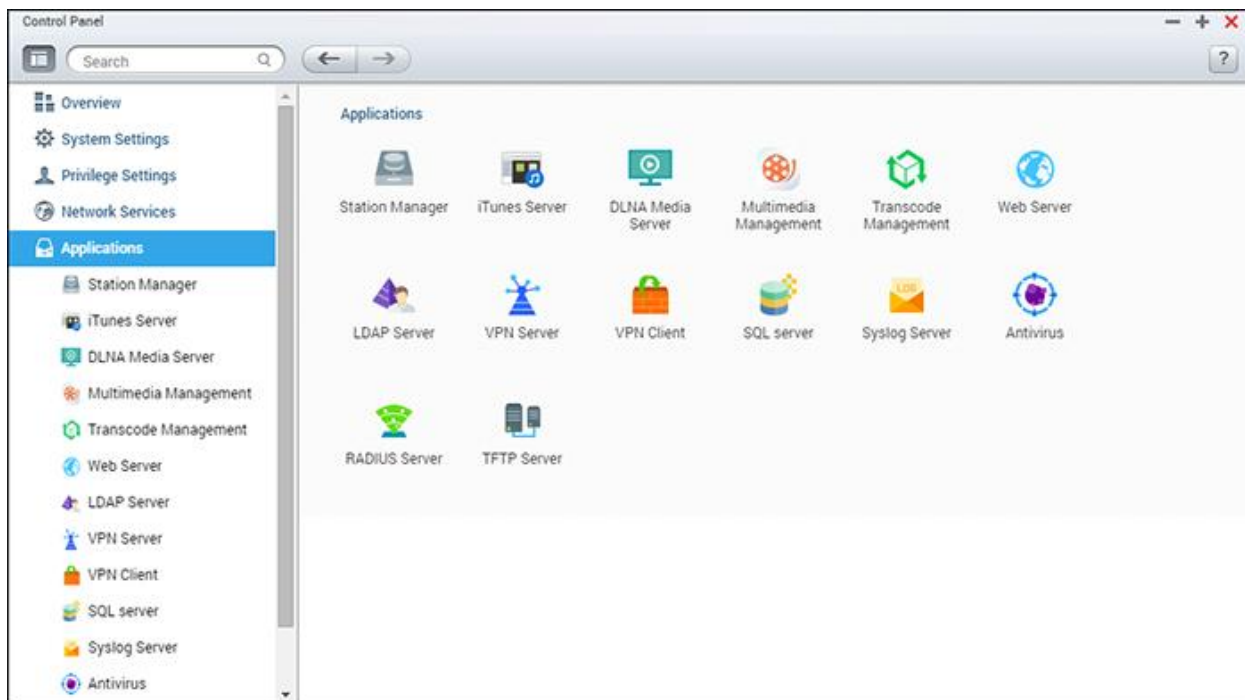 Control Panel
Search
?
Overview
System Settings
Privilege Settings
Network Services
Applications
Station Manager
iTunes Server
DLNA Media Server
Multimedia Management
Transcode Management
Web Server
LDAP Server
VPN Server
VPN Client
SQL server
Syslog Server
Antivirus
Applications
Station Manager
iTunes Server
DLNA Media
Server
Multimedia
Management
Transcode
Management
Web Server
LDAP Server
VPN Server
VPN Client
SQL server
LOG
Syslog Server
Antivirus
RADIUS Server
TFTP Server